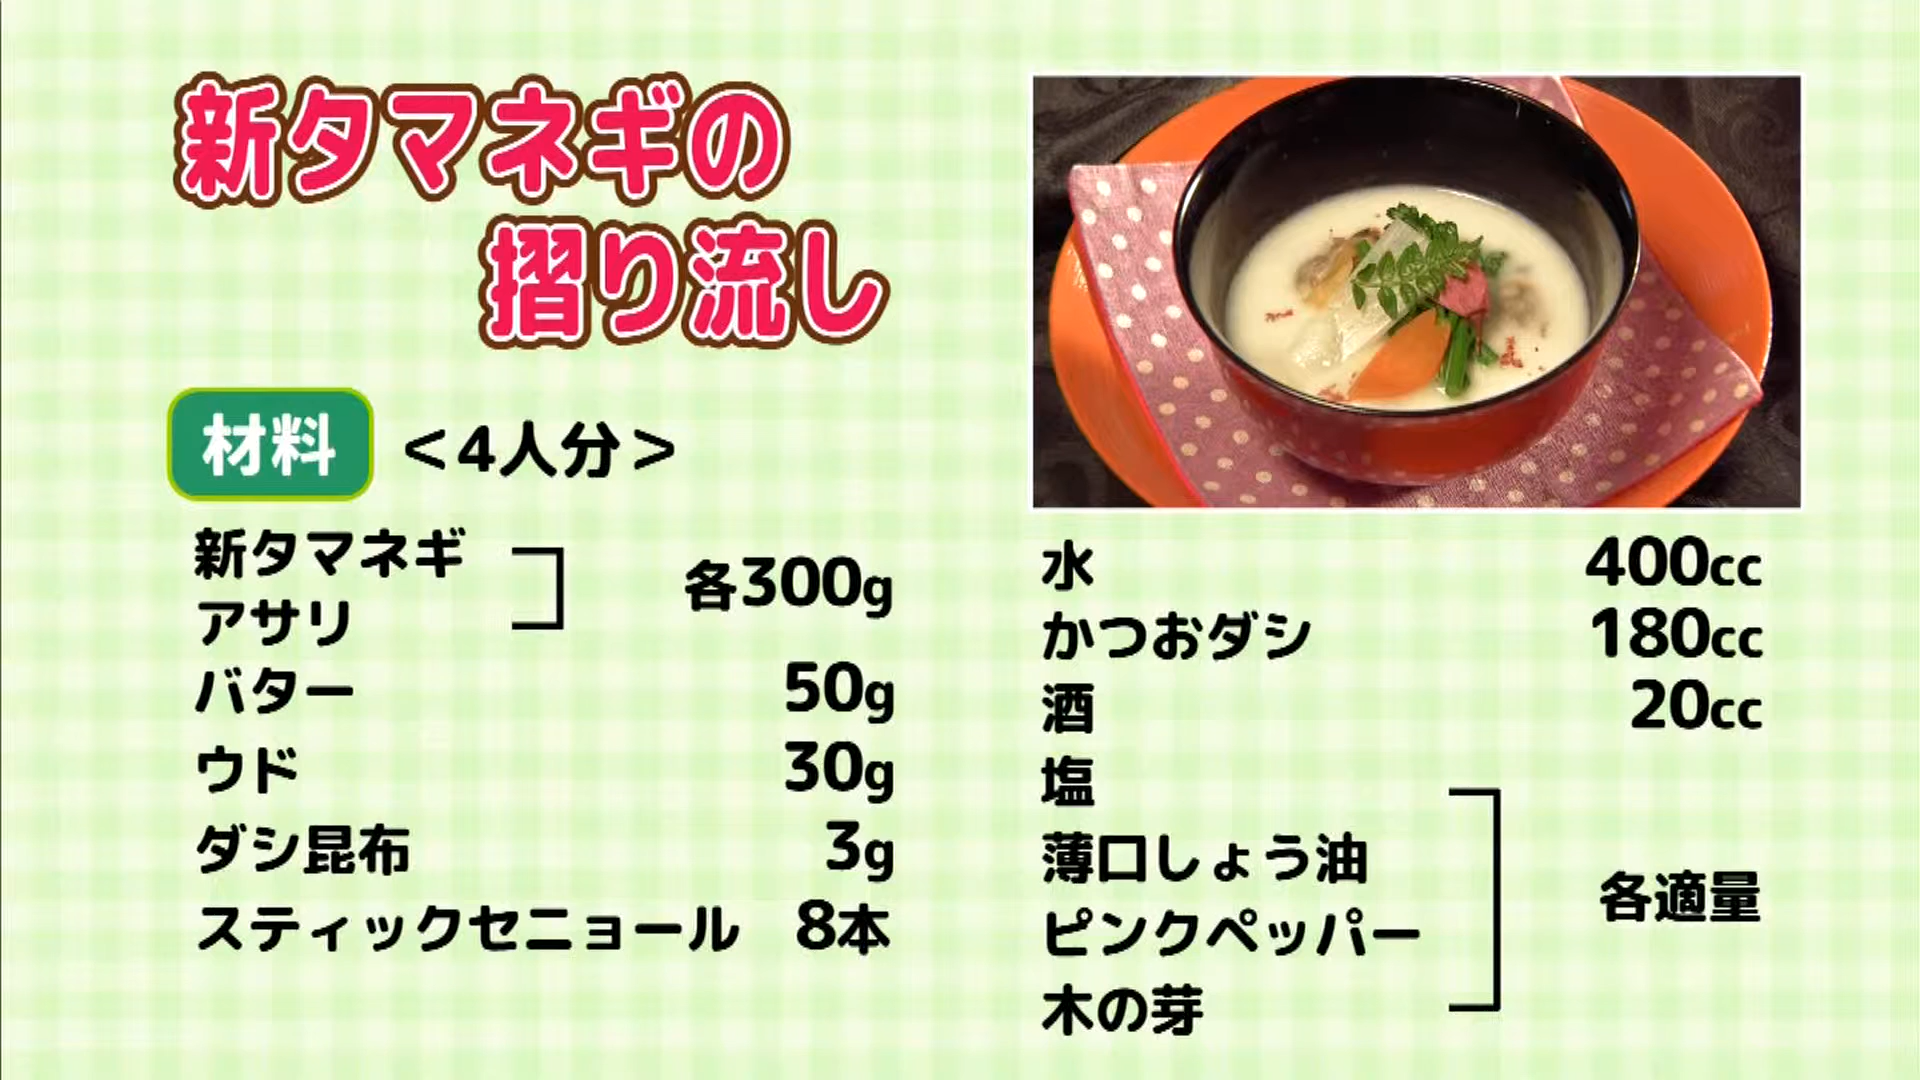 新タマネギの
摺り流し
材料 ＜4人分＞
新タマネギ
アサリ
各300g
バター 50g
ウド 30g
ダシ昆布 3g
スティックセニョール 8本
水 400cc
かつおダシ 180cc
酒 20cc
塩
薄口しょう油
ピンクペッパー
木の芽
各適量